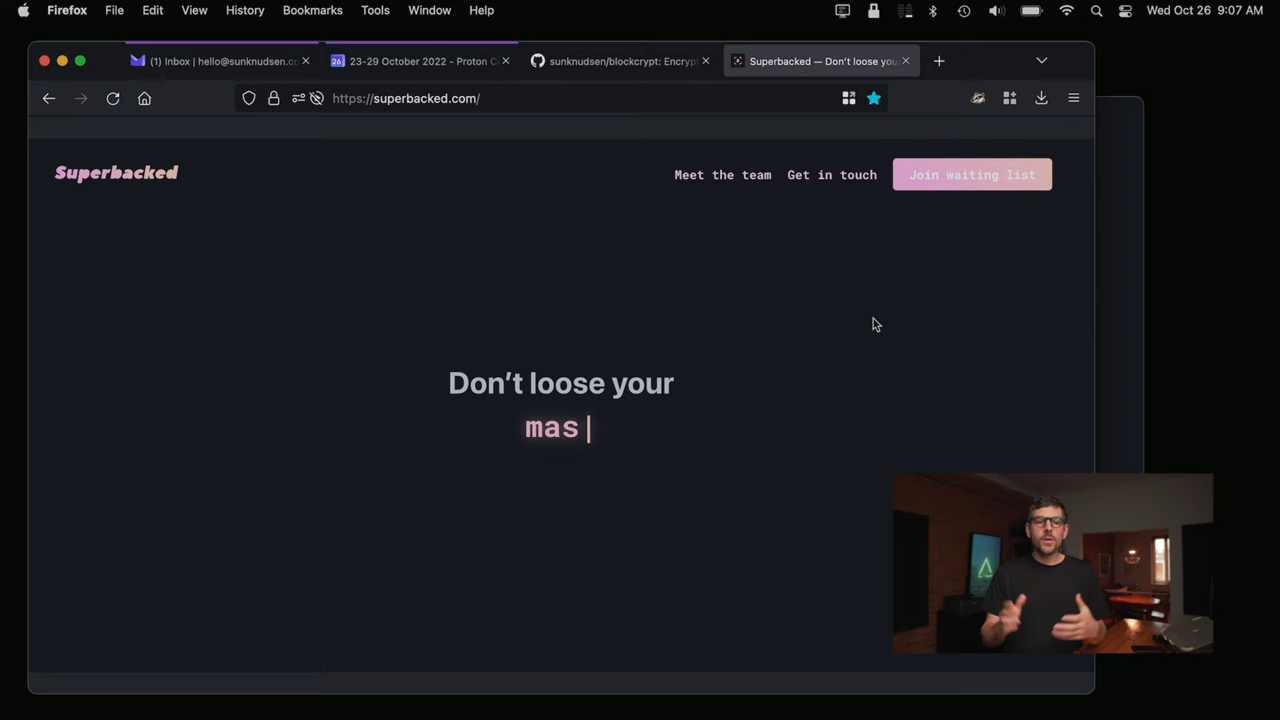 Firefox File Edit View History Bookmarks Tools Window Help Wed Oct 26 9:07 AM
(1) Inbox | hello@sunknudsen.co 26 23-29 October 2022 - Proton C sunknudsen/blockcrypt: Encrypt Superbacked — Don't loose you
https://superbacked.com/
Superbacked Meet the team Get in touch Join waiting list
Don't loose your
mas|